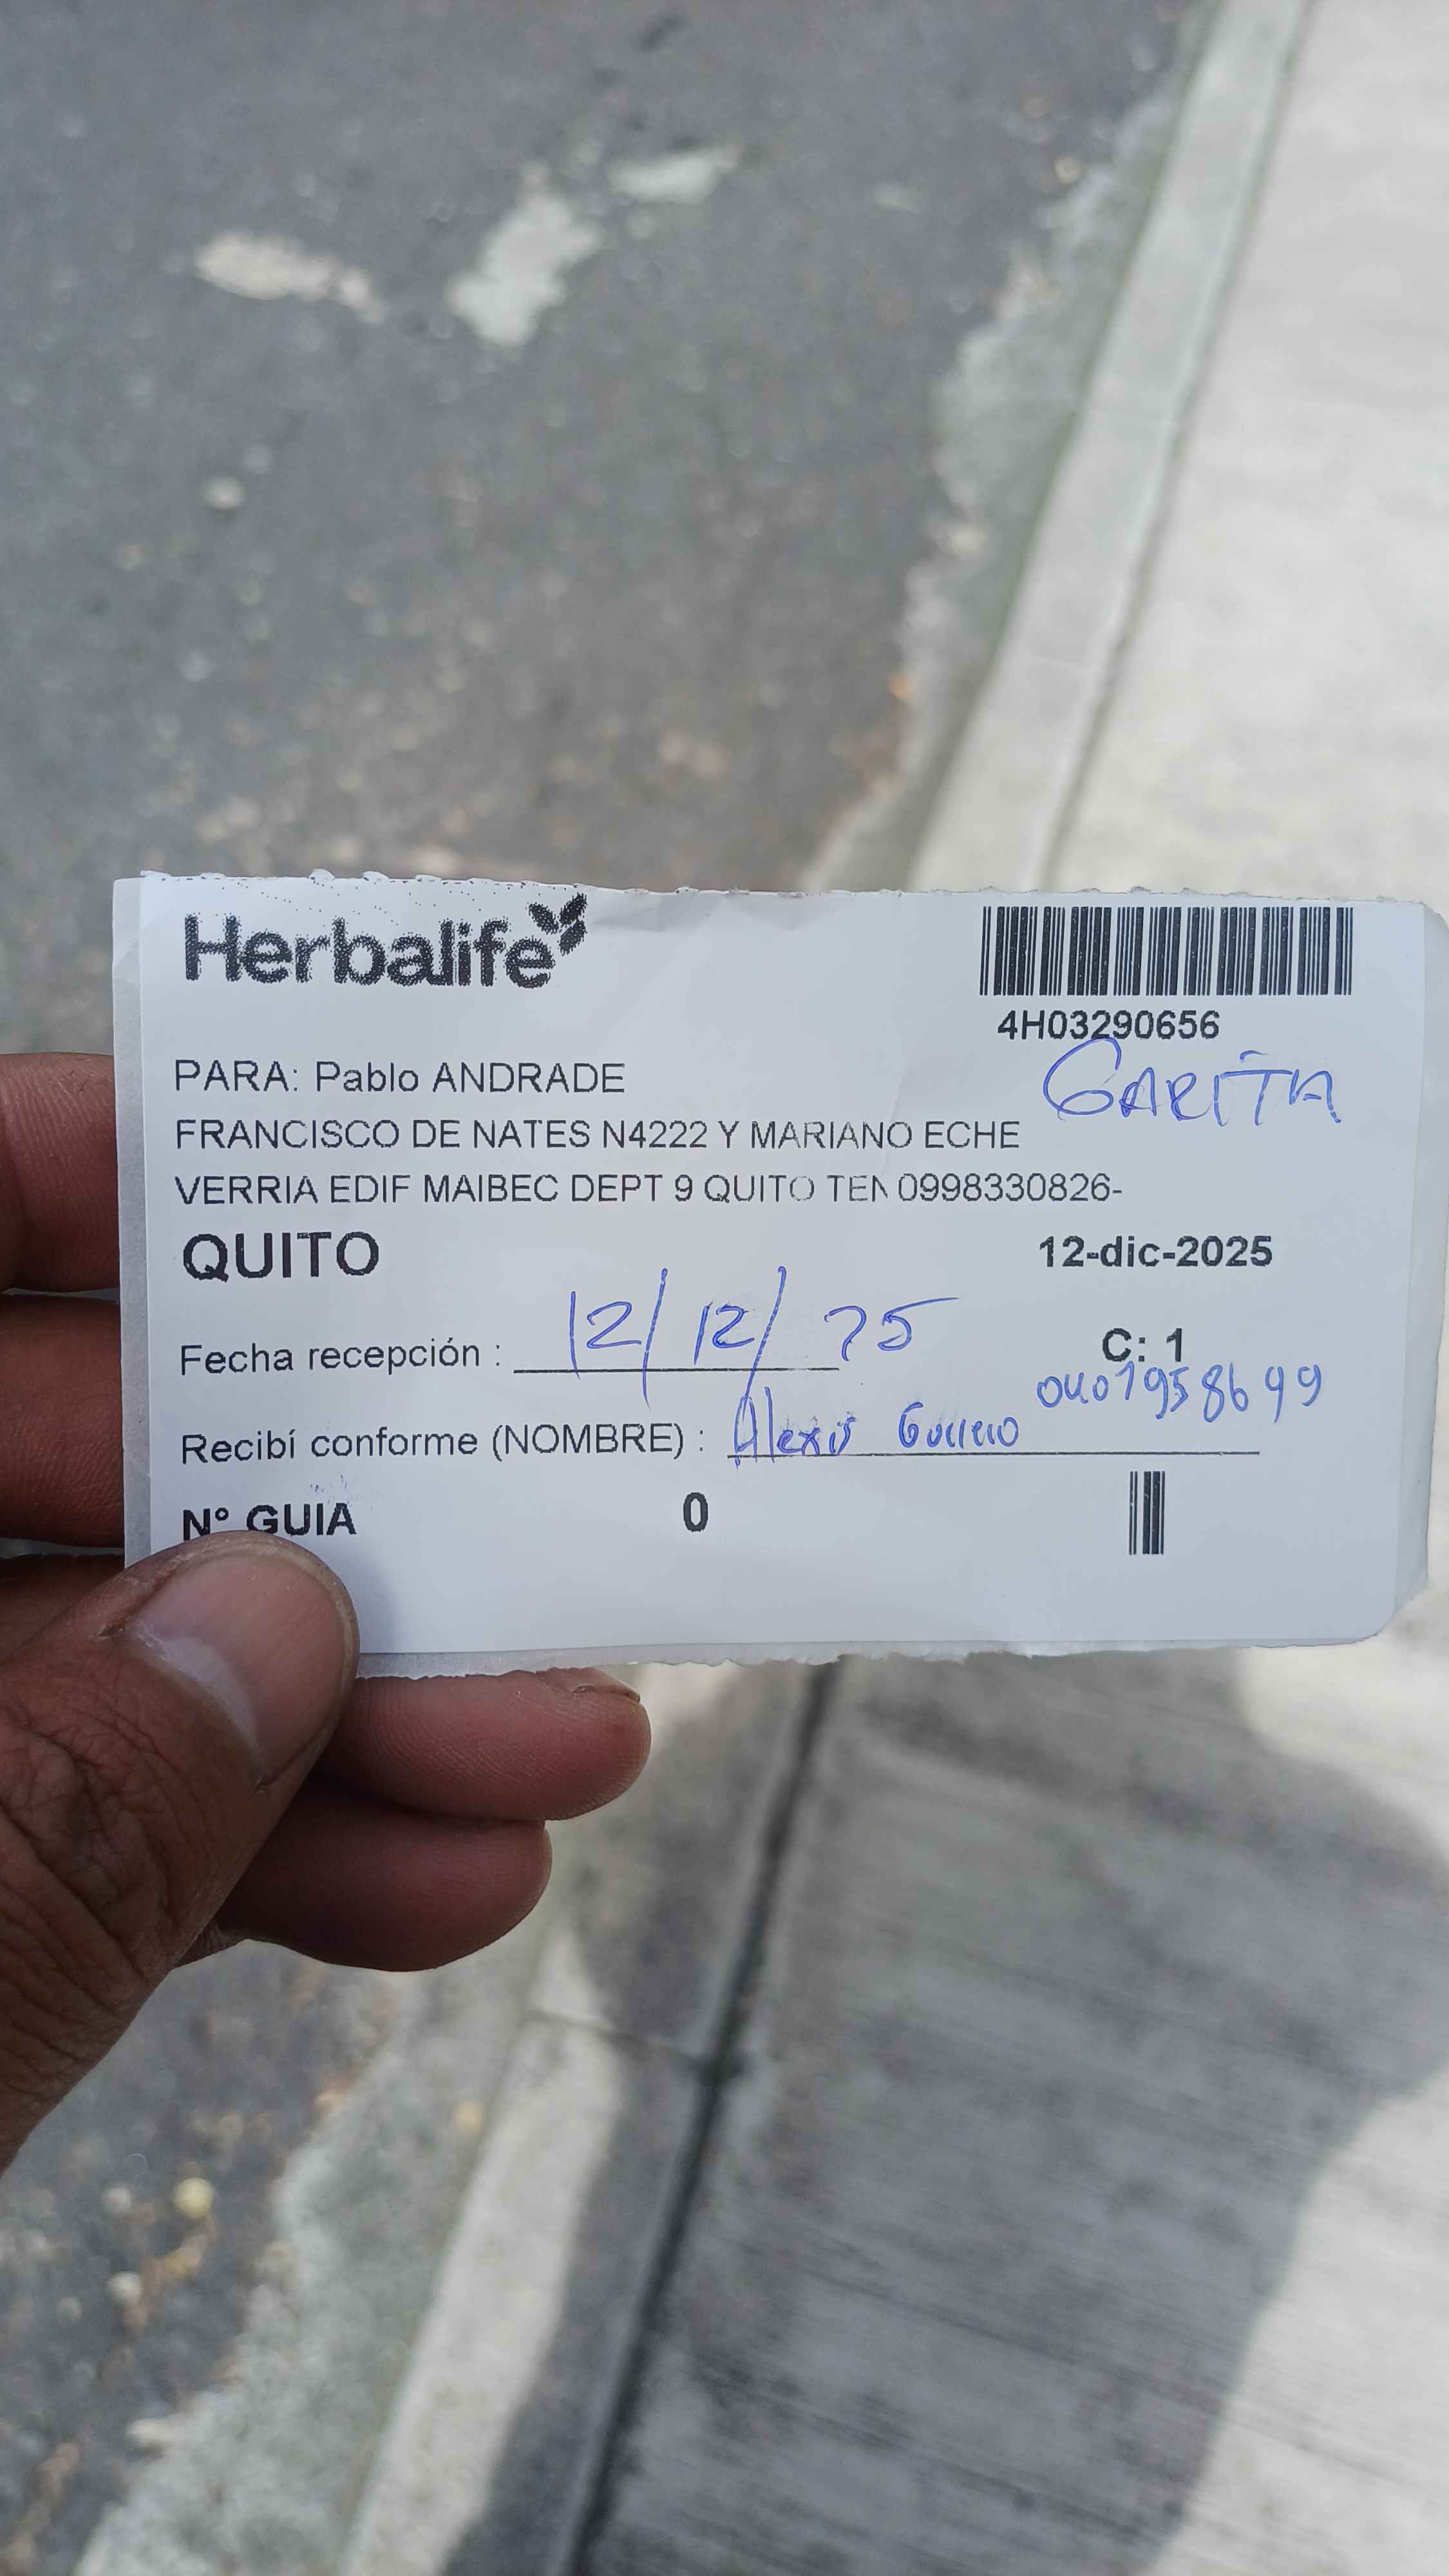 Herbalife
4H03290656
GARITA
PARA: Pablo ANDRADE
FRANCISCO DE NATES N4222 Y MARIANO ECHE
VERRIA EDIF MAIBEC DEPT 9 QUITO TEN 0998330826-
QUITO 12-dic-2025
Fecha recepción : 12/12/25
C: 1
0401958699
Recibí conforme (NOMBRE) : Alexis Guerrero
N° GUIA 0